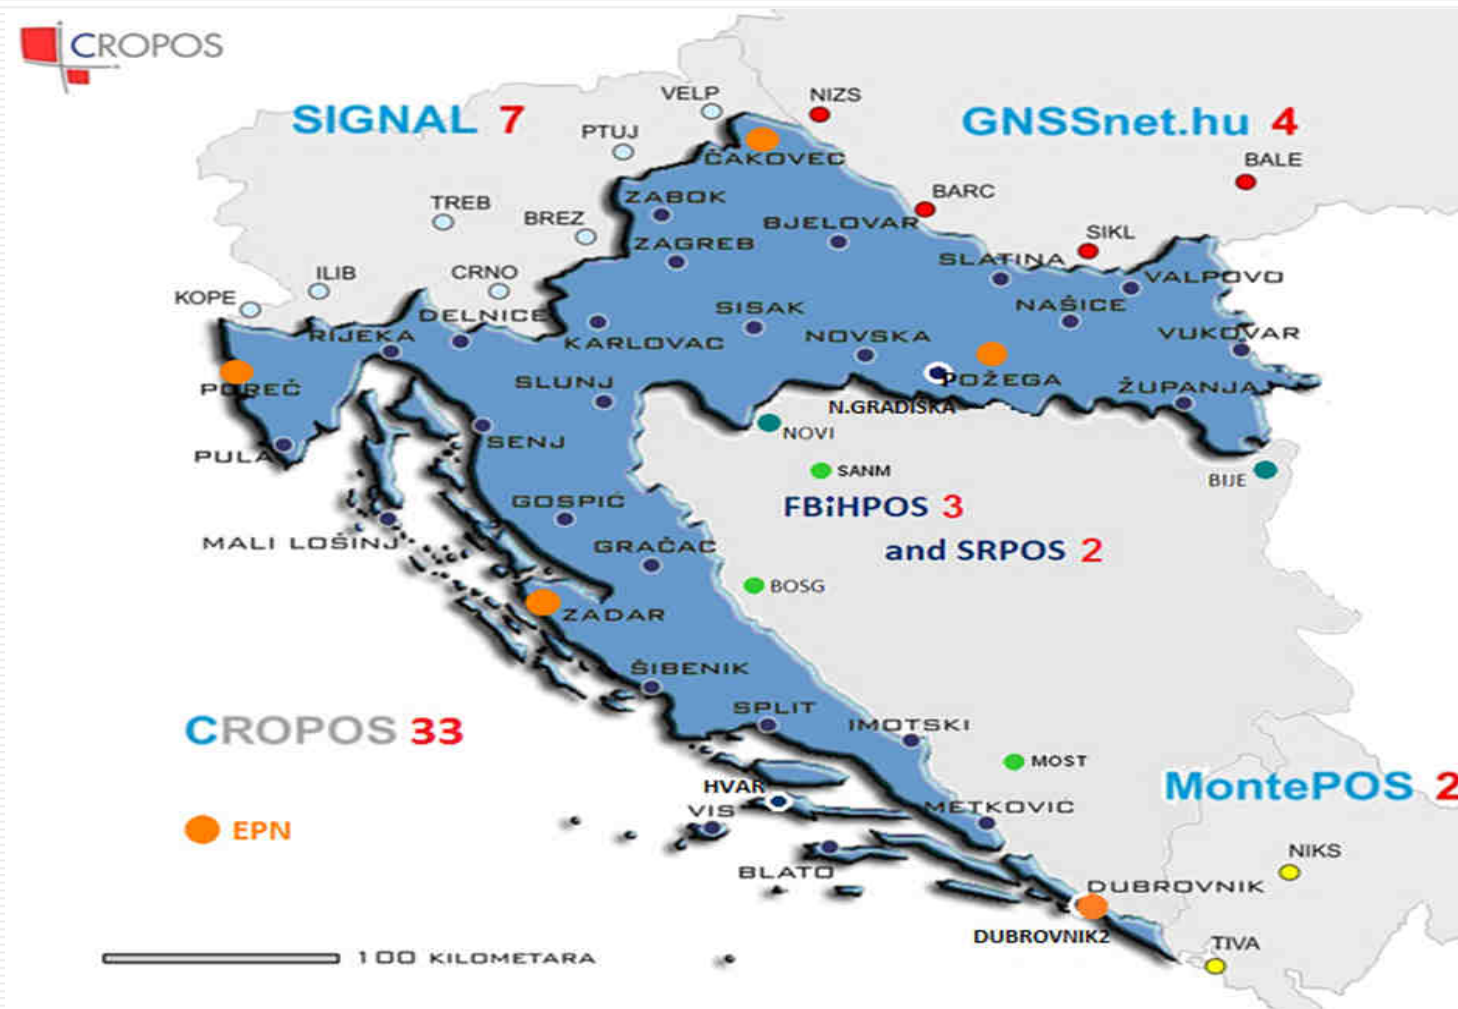 CROPOS
VELP
NIZS
SIGNAL 7
GNSSnet.hu 4
PTUJ
ČAKOVEC
BALE
ZABOK
BARC
TREB
BREZ
BJELOVAR
SIKL
ZAGREB
SLATINA
ILIB
CRNO
VALPOVO
KOPE
DELNICE
SISAK
NAŠICE
RIJEKA
KARLOVAC
NOVSKA
VUKOVAR
POREČ
SLUNJ
POŽEGA
ŽUPANJA
N.GRADIŠKA
SENJ
NOVI
PULA
SANM
BIJE
GOSPIĆ
FBiHPOS 3
MALI LOŠINJ
GRAČAC
and SRPOS 2
BOSG
ZADAR
ŠIBENIK
SPLIT
IMOTSKI
CROPOS 33
MOST
HVAR
MontePOS 2
VIS
METKOVIĆ
EPN
NIKS
BLATO
DUBROVNIK
DUBROVNIK2
TIVA
100 KILOMETARA